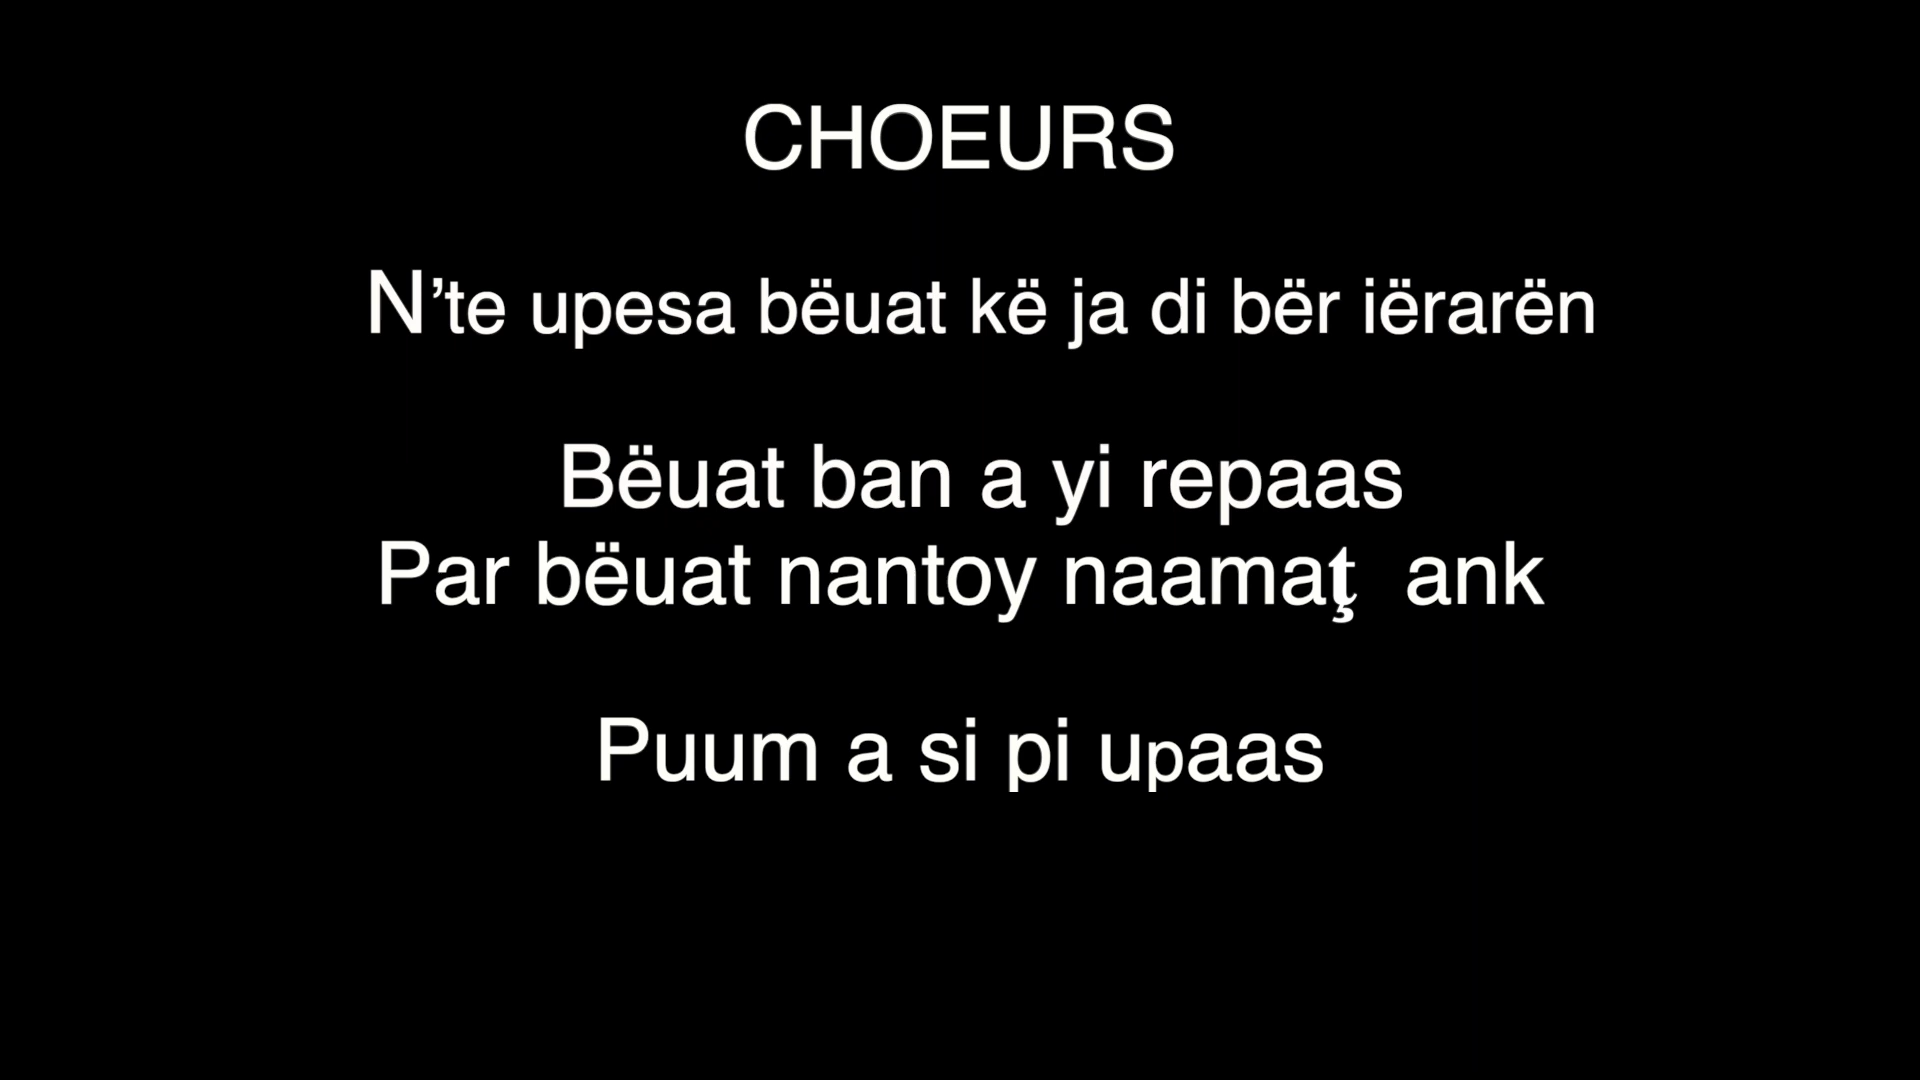 CHOEURS
N’te upesa bëuat kë ja di bër iërarën
Bëuat ban a yi repaas
Par bëuat nantoy naamaţ ank
Puum a si pi upaas